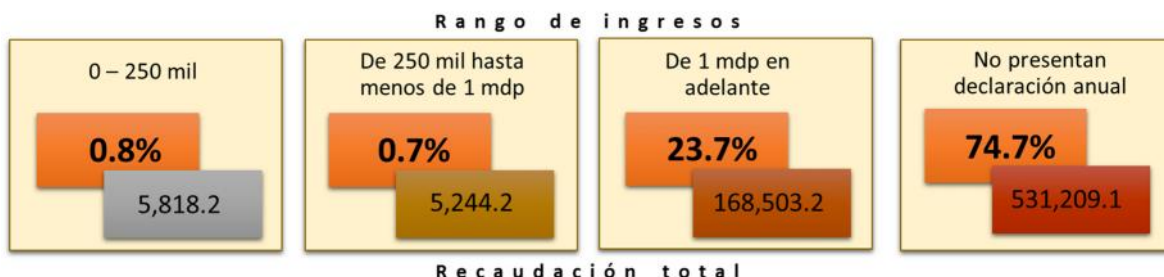 Rango de ingresos
0 – 250 mil
0.8%
5,818.2
De 250 mil hasta
menos de 1 mdp
0.7%
5,244.2
De 1 mdp en
adelante
23.7%
168,503.2
No presentan
declaración anual
74.7%
531,209.1
Recaudación total